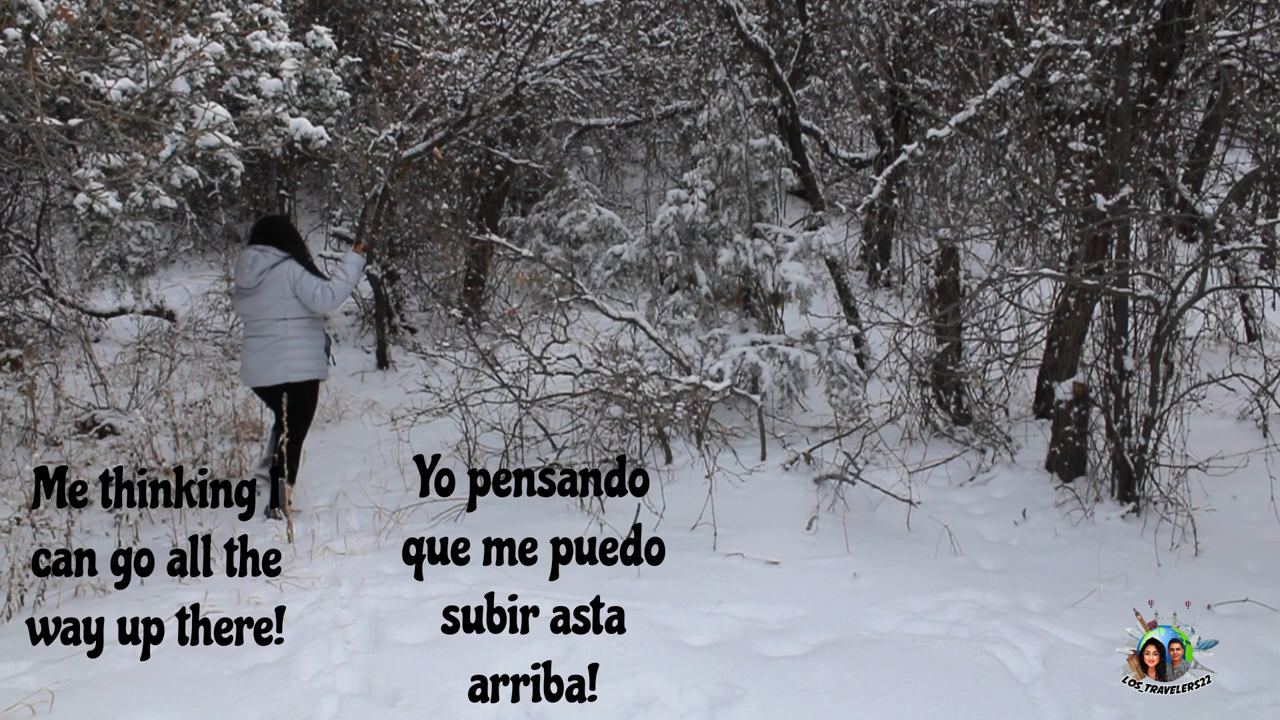 Me thinking I
can go all the
way up there!
Yo pensando
que me puedo
subir asta
arriba!
LOS_TRAVELERS22